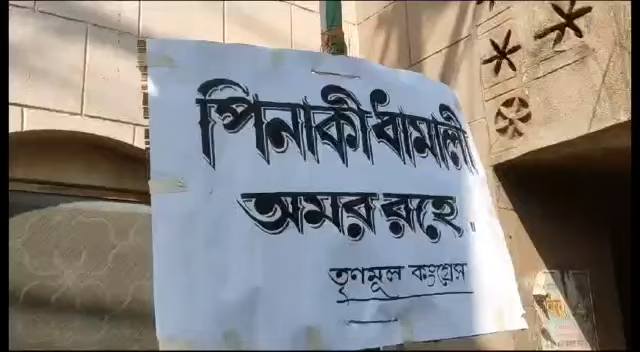 পিনাকী ধামালী
অমর রহে.॥
তৃণমূল কংগ্রেস